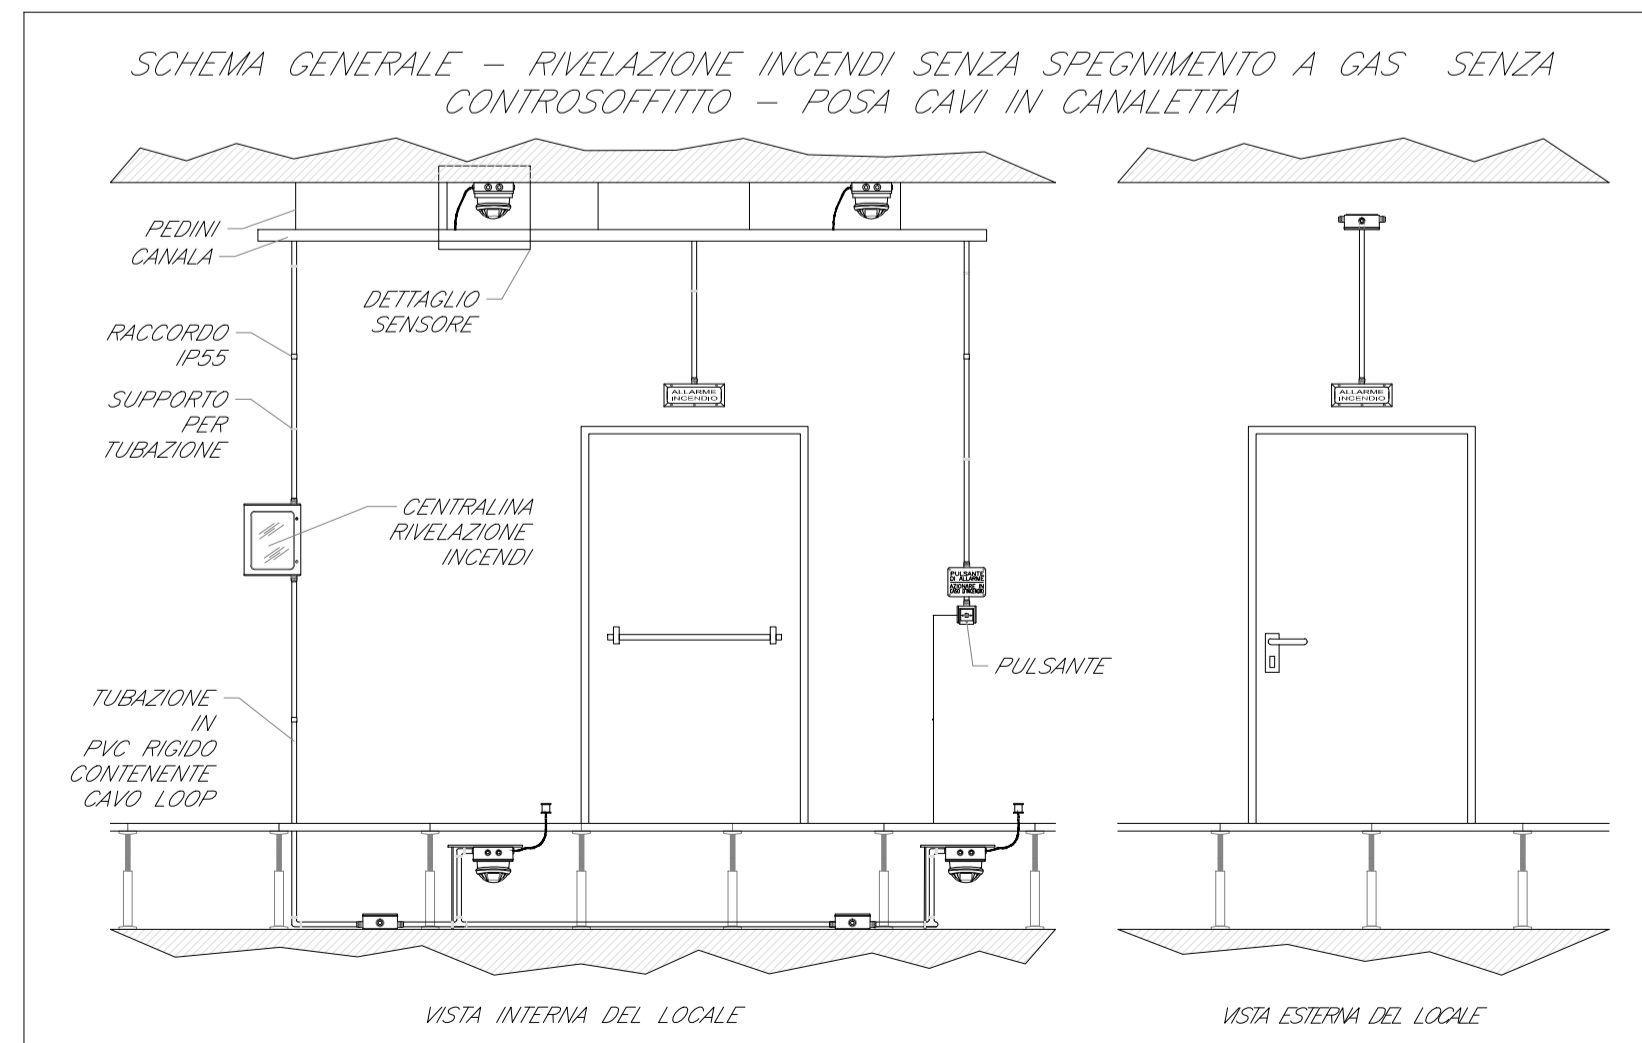 SCHEMA GENERALE – RIVELAZIONE INCENDI SENZA SPEGNIMENTO A GAS SENZA
CONTROSOFFITTO – POSA CAVI IN CANALETTA
PEDINI
CANALA
DETTAGLIO
SENSORE
RACCORDO
IP55
SUPPORTO
PER
TUBAZIONE
ALLARME
INCENDIO
ALLARME
INCENDIO
CENTRALINA
RIVELAZIONE
INCENDI
PULSANTE
DI ALLARME
AZIONARE IN
CASO D'INCENDIO
PULSANTE
TUBAZIONE
IN
PVC RIGIDO
CONTENENTE
CAVO LOOP
VISTA INTERNA DEL LOCALE
VISTA ESTERNA DEL LOCALE